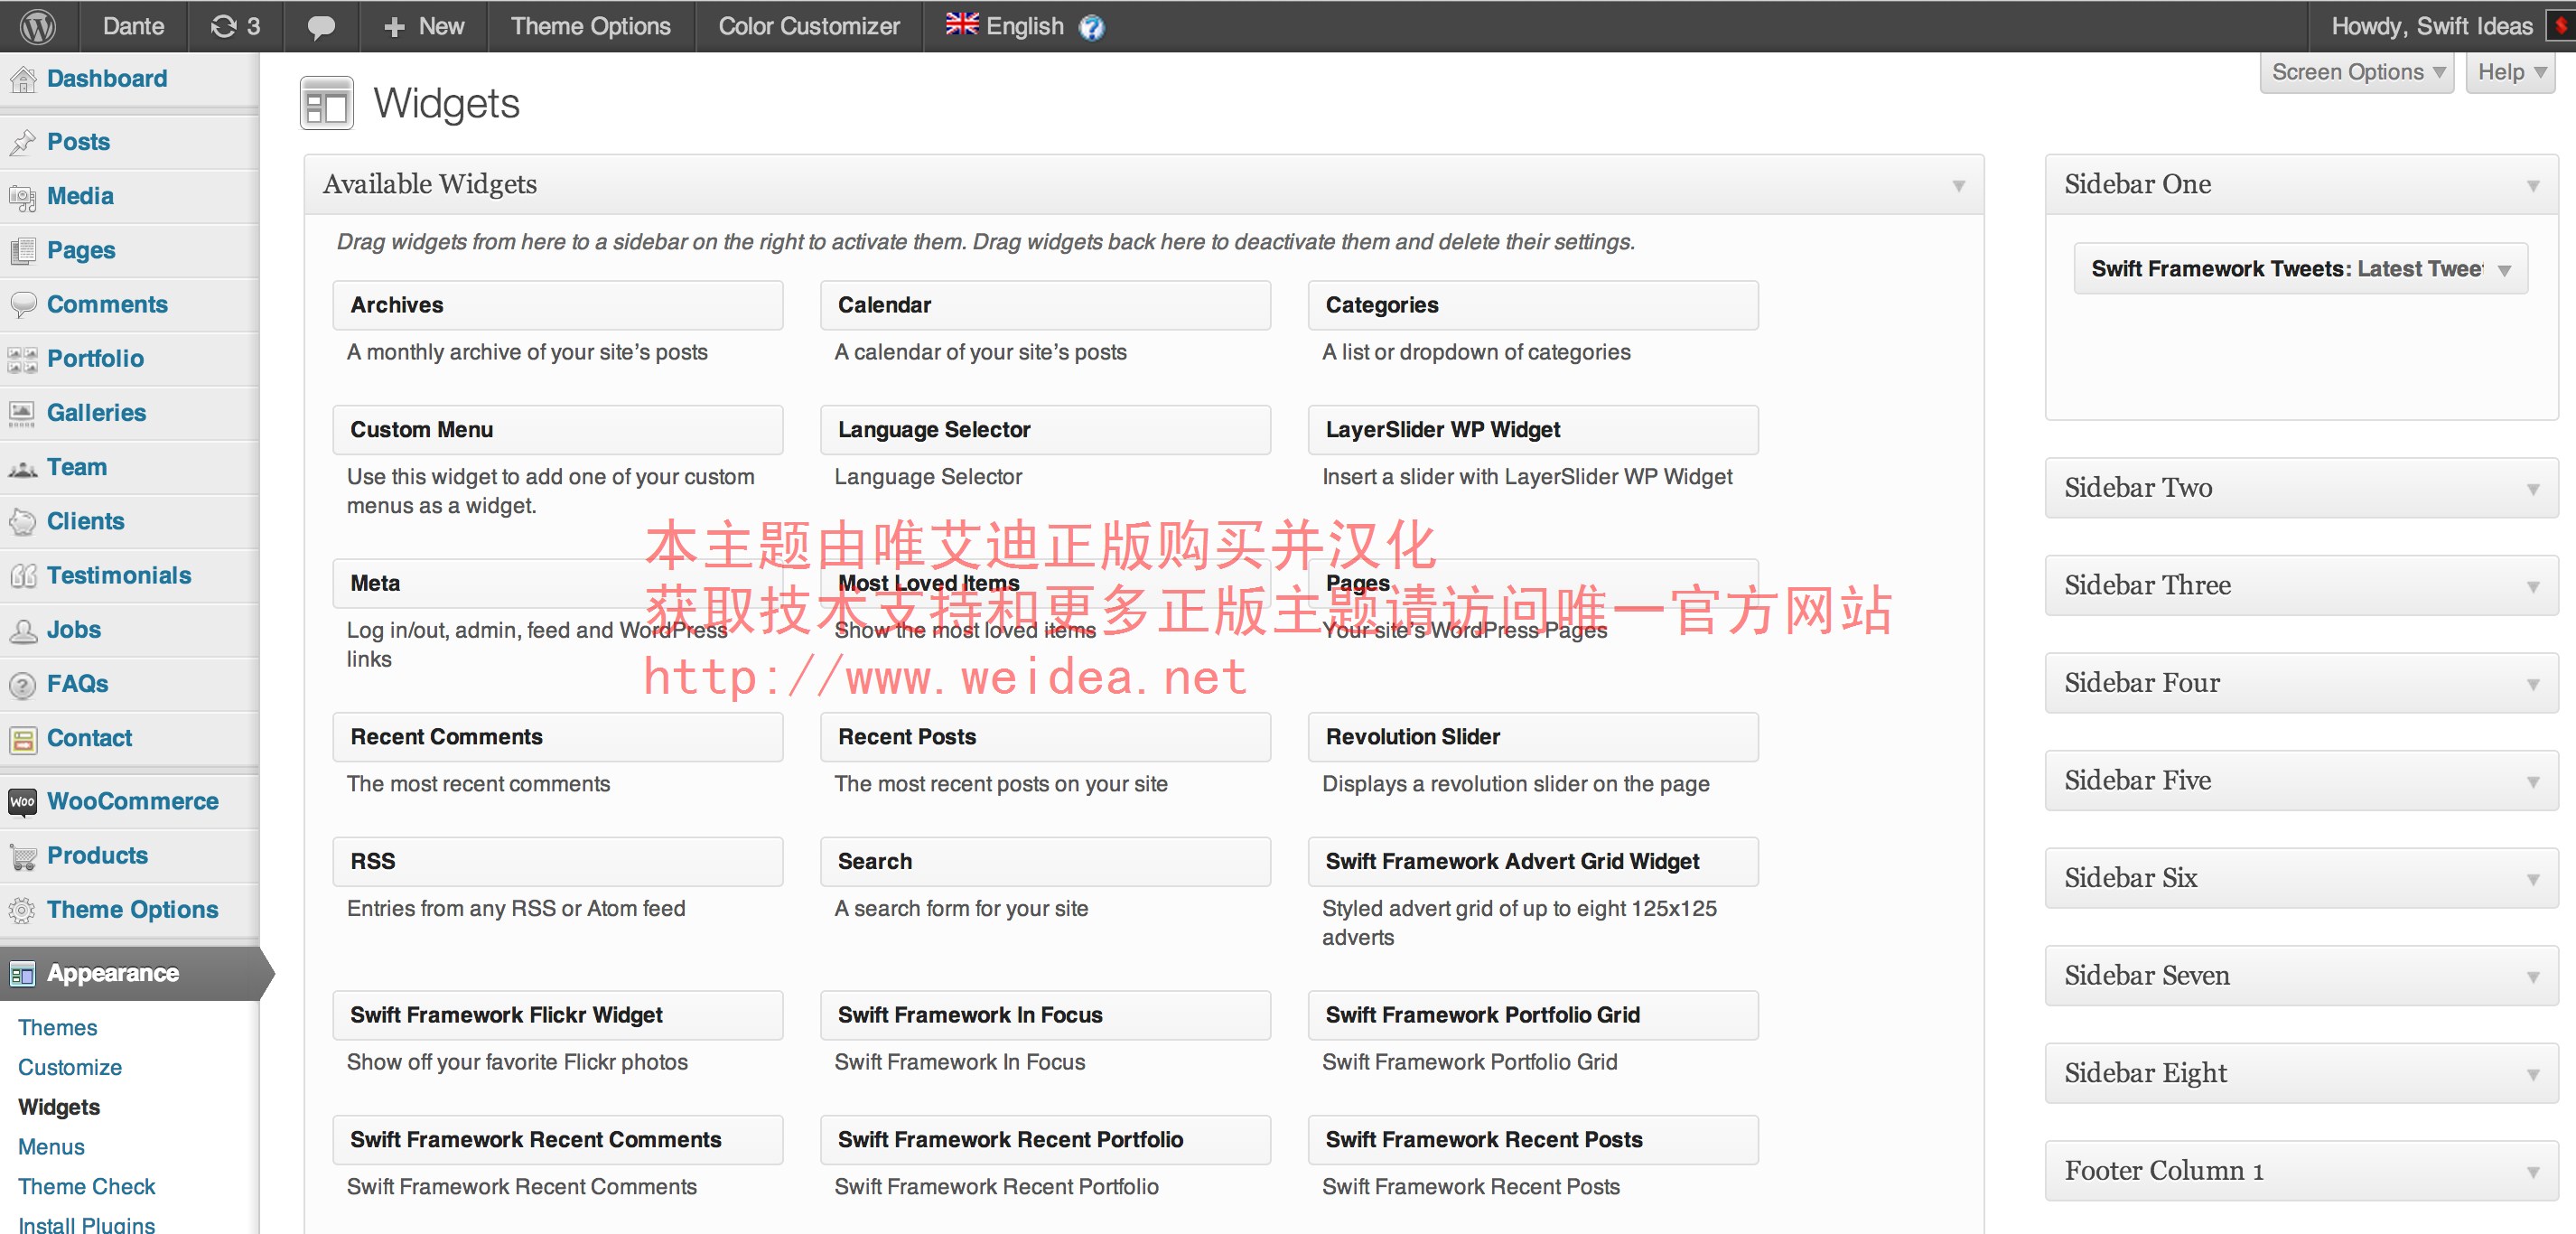 Dante
3
New
Theme Options
Color Customizer
English
Howdy, Swift Ideas
Screen Options
Help
Dashboard
Posts
Media
Pages
Comments
Portfolio
Galleries
Team
Clients
Testimonials
Jobs
FAQs
Contact
WooCommerce
Products
Theme Options
Appearance
Themes
Customize
Widgets
Menus
Theme Check
Install Plugins
Widgets
Available Widgets
Drag widgets from here to a sidebar on the right to activate them. Drag widgets back here to deactivate them and delete their settings.
Archives
A monthly archive of your site’s posts
Calendar
A calendar of your site’s posts
Categories
A list or dropdown of categories
Custom Menu
Use this widget to add one of your custom
menus as a widget.
Language Selector
Language Selector
LayerSlider WP Widget
Insert a slider with LayerSlider WP Widget
本主题由唯艾迪正版购买并汉化
获取技术支持和更多正版主题请访问唯一官方网站
http://www.weidea.net
Meta
Log in/out, admin, feed and WordPress
links
Most Loved Items
Show the most loved items
Pages
Your site’s WordPress Pages
Recent Comments
The most recent comments
Recent Posts
The most recent posts on your site
Revolution Slider
Displays a revolution slider on the page
RSS
Entries from any RSS or Atom feed
Search
A search form for your site
Swift Framework Advert Grid Widget
Styled advert grid of up to eight 125x125
adverts
Swift Framework Flickr Widget
Show off your favorite Flickr photos
Swift Framework In Focus
Swift Framework In Focus
Swift Framework Portfolio Grid
Swift Framework Portfolio Grid
Swift Framework Recent Comments
Swift Framework Recent Comments
Swift Framework Recent Portfolio
Swift Framework Recent Portfolio
Swift Framework Recent Posts
Swift Framework Recent Posts
Sidebar One
Swift Framework Tweets: Latest Tweet
Sidebar Two
Sidebar Three
Sidebar Four
Sidebar Five
Sidebar Six
Sidebar Seven
Sidebar Eight
Footer Column 1